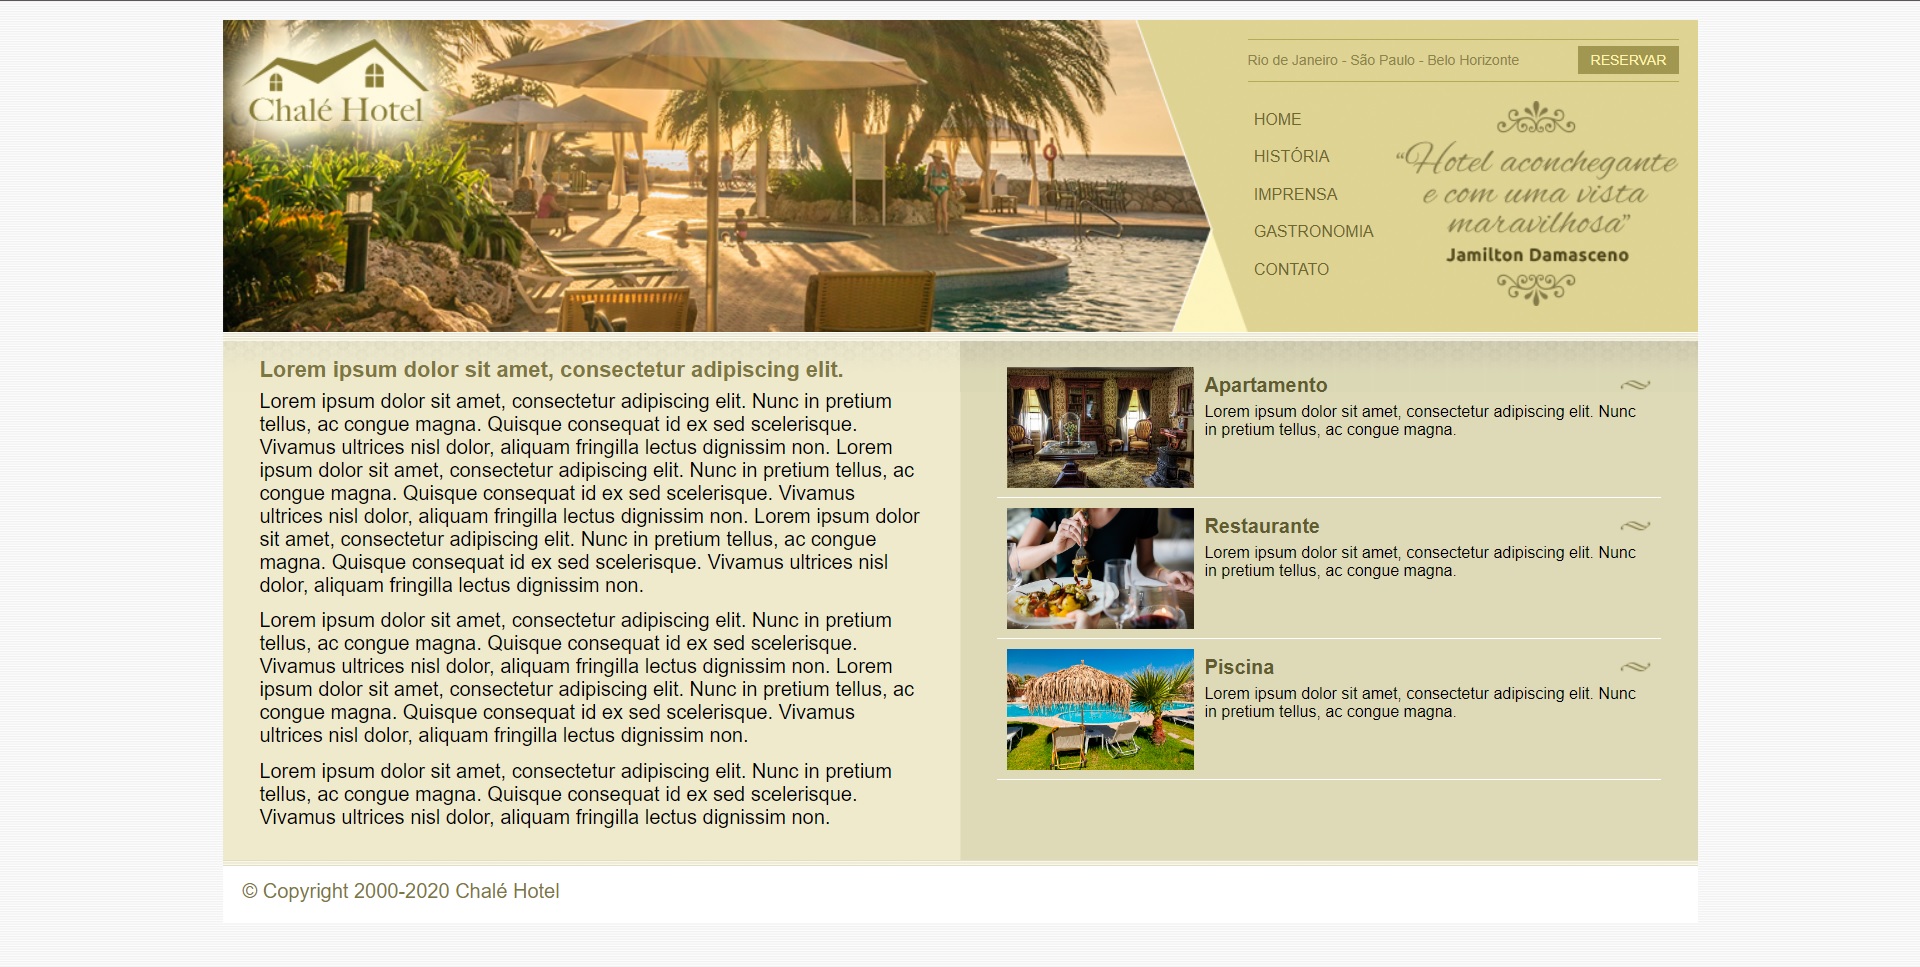 Chalé Hotel
Rio de Janeiro - São Paulo - Belo Horizonte
RESERVAR
HOME
HISTÓRIA
IMPRENSA
GASTRONOMIA
CONTATO
“Hotel aconchegante
e com uma vista
maravilhosa”
Jamilton Damasceno
Lorem ipsum dolor sit amet, consectetur adipiscing elit.
Lorem ipsum dolor sit amet, consectetur adipiscing elit. Nunc in pretium
tellus, ac congue magna. Quisque consequat id ex sed scelerisque.
Vivamus ultrices nisl dolor, aliquam fringilla lectus dignissim non. Lorem
ipsum dolor sit amet, consectetur adipiscing elit. Nunc in pretium tellus, ac
congue magna. Quisque consequat id ex sed scelerisque. Vivamus
ultrices nisl dolor, aliquam fringilla lectus dignissim non. Lorem ipsum dolor
sit amet, consectetur adipiscing elit. Nunc in pretium tellus, ac congue
magna. Quisque consequat id ex sed scelerisque. Vivamus ultrices nisl
dolor, aliquam fringilla lectus dignissim non.
Lorem ipsum dolor sit amet, consectetur adipiscing elit. Nunc in pretium
tellus, ac congue magna. Quisque consequat id ex sed scelerisque.
Vivamus ultrices nisl dolor, aliquam fringilla lectus dignissim non. Lorem
ipsum dolor sit amet, consectetur adipiscing elit. Nunc in pretium tellus, ac
congue magna. Quisque consequat id ex sed scelerisque. Vivamus
ultrices nisl dolor, aliquam fringilla lectus dignissim non.
Lorem ipsum dolor sit amet, consectetur adipiscing elit. Nunc in pretium
tellus, ac congue magna. Quisque consequat id ex sed scelerisque.
Vivamus ultrices nisl dolor, aliquam fringilla lectus dignissim non.
Apartamento
Lorem ipsum dolor sit amet, consectetur adipiscing elit. Nunc
in pretium tellus, ac congue magna.
Restaurante
Lorem ipsum dolor sit amet, consectetur adipiscing elit. Nunc
in pretium tellus, ac congue magna.
Piscina
Lorem ipsum dolor sit amet, consectetur adipiscing elit. Nunc
in pretium tellus, ac congue magna.
© Copyright 2000-2020 Chalé Hotel